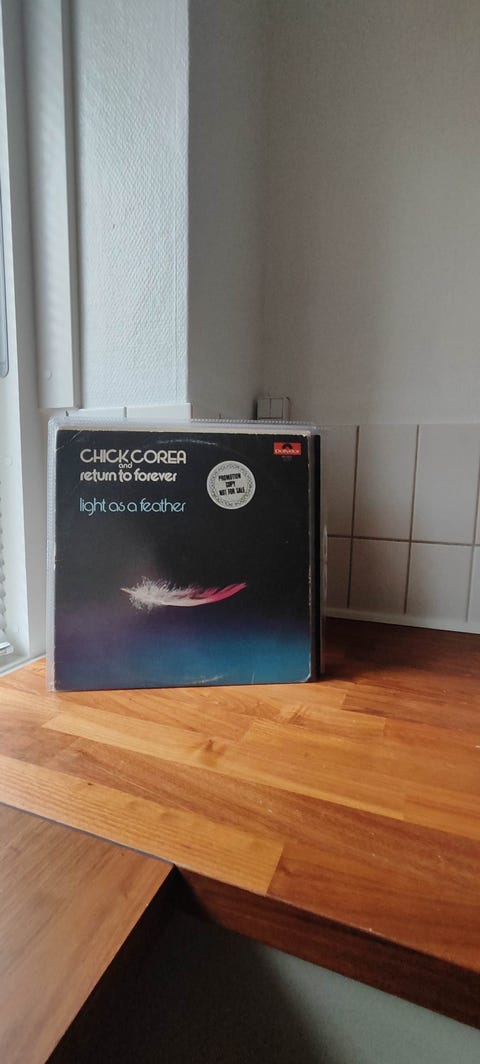 CHICK COREA
and
return to forever
light as a feather
PROMOTION
COPY
NOT FOR SALE
Polydor